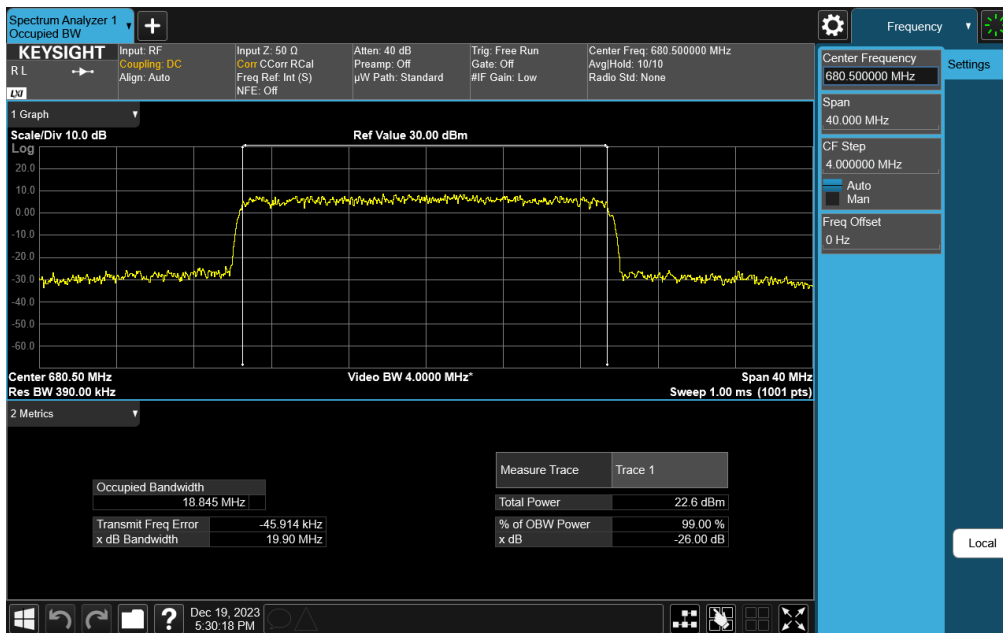 Spectrum Analyzer 1
Occupied BW
Frequency
KEYSIGHT
R L
LXI
Input: RF
Coupling: DC
Align: Auto
Input Z: 50 Ω
Corr CCorr RCal
Freq Ref: Int (S)
NFE: Off
Atten: 40 dB
Preamp: Off
µW Path: Standard
Trig: Free Run
Gate: Off
#IF Gain: Low
Center Freq: 680.500000 MHz
Avg|Hold: 10/10
Radio Std: None
Center Frequency
680.500000 MHz
Settings
Span
40.000 MHz
CF Step
4.000000 MHz
Auto
Man
Freq Offset
0 Hz
Local
1 Graph
Scale/Div 10.0 dB
Ref Value 30.00 dBm
Log
20.0
10.0
0.00
-10.0
-20.0
-30.0
-40.0
-50.0
-60.0
Center 680.50 MHz
Video BW 4.0000 MHz*
Span 40 MHz
Res BW 390.00 kHz
Sweep 1.00 ms (1001 pts)
2 Metrics
Measure Trace
Trace 1
Occupied Bandwidth
18.845 MHz
Total Power
22.6 dBm
Transmit Freq Error
-45.914 kHz
% of OBW Power
99.00 %
x dB Bandwidth
19.90 MHz
x dB
-26.00 dB
?
Dec 19, 2023
5:30:18 PM